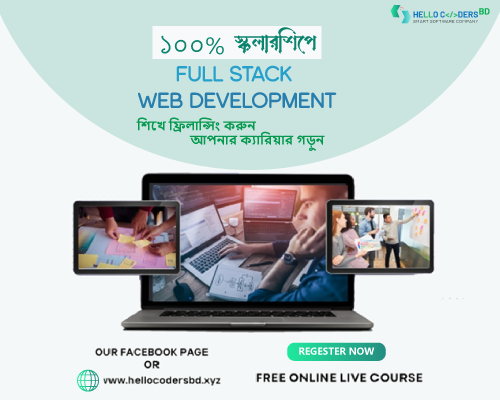 HELLO C</>DERS BD
START SOFTWARE COMPANY
১০০% স্কলারশিপে
FULL STACK
WEB DEVELOPMENT
শিখে ফ্রিলান্সিং করুন
আপনার ক্যারিয়ার গড়ুন
OUR FACEBOOK PAGE
OR
www.hellocodersbd.xyz
REGESTER NOW
FREE ONLINE LIVE COURSE